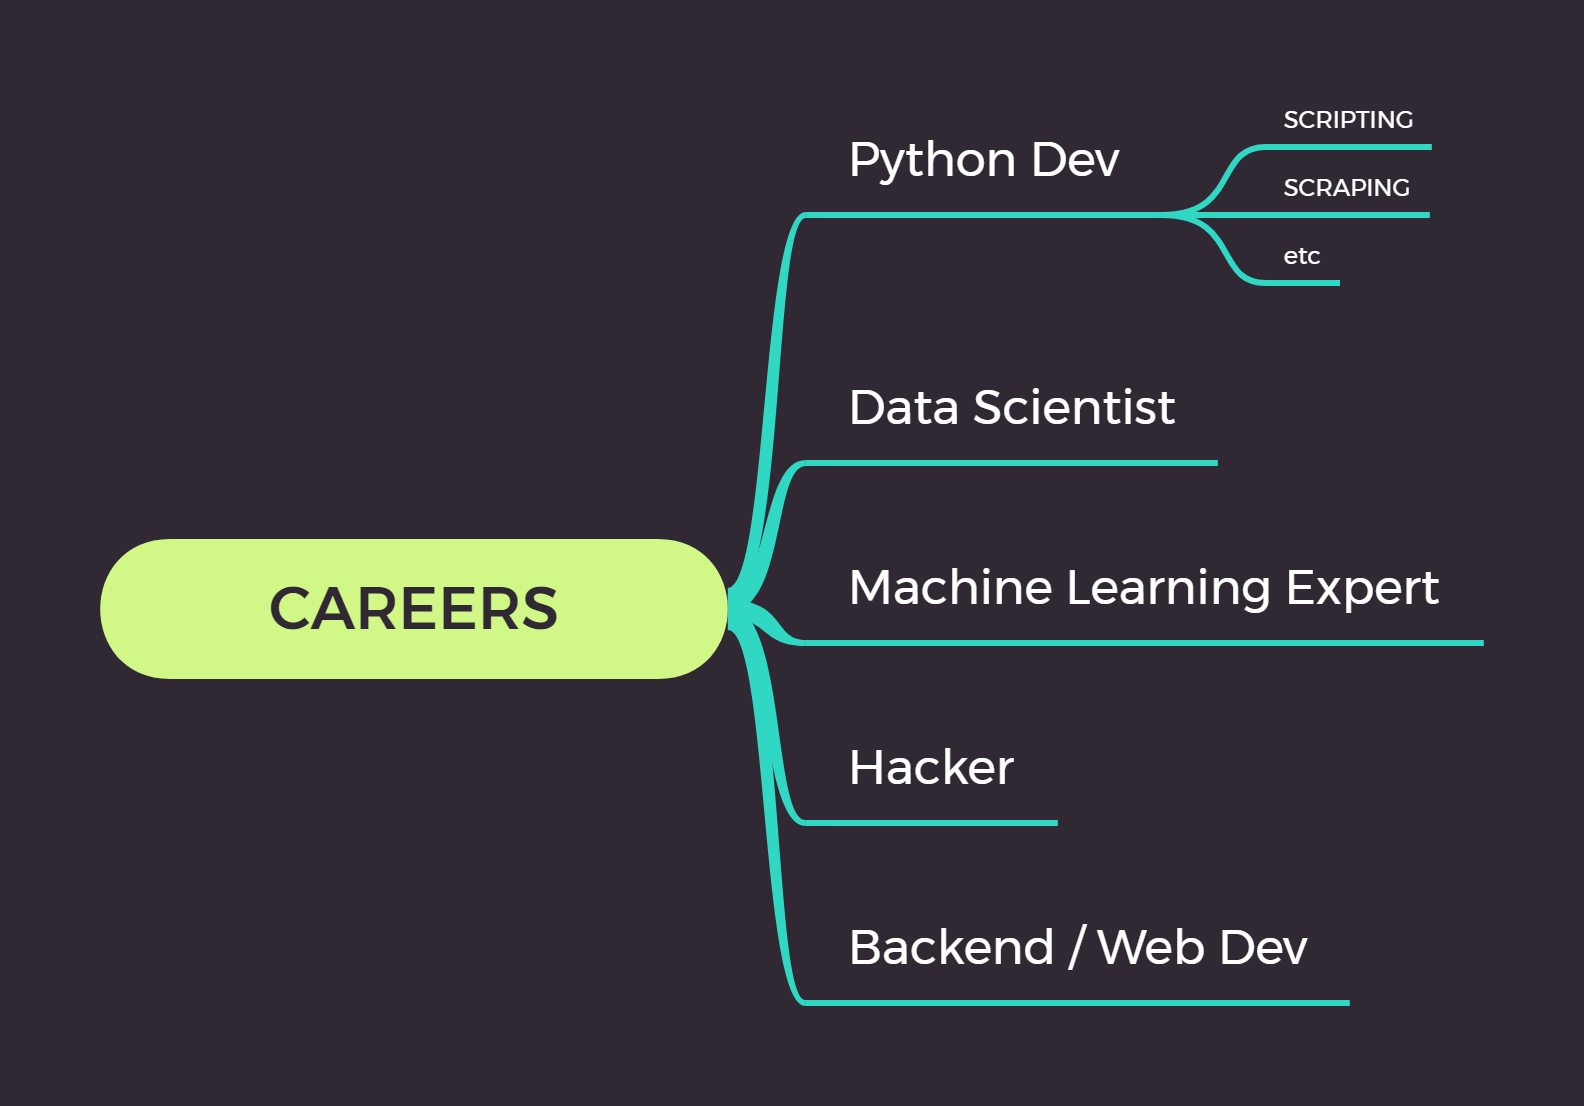 CAREERS
Python Dev
SCRIPTING
SCRAPING
etc
Data Scientist
Machine Learning Expert
Hacker
Backend / Web Dev